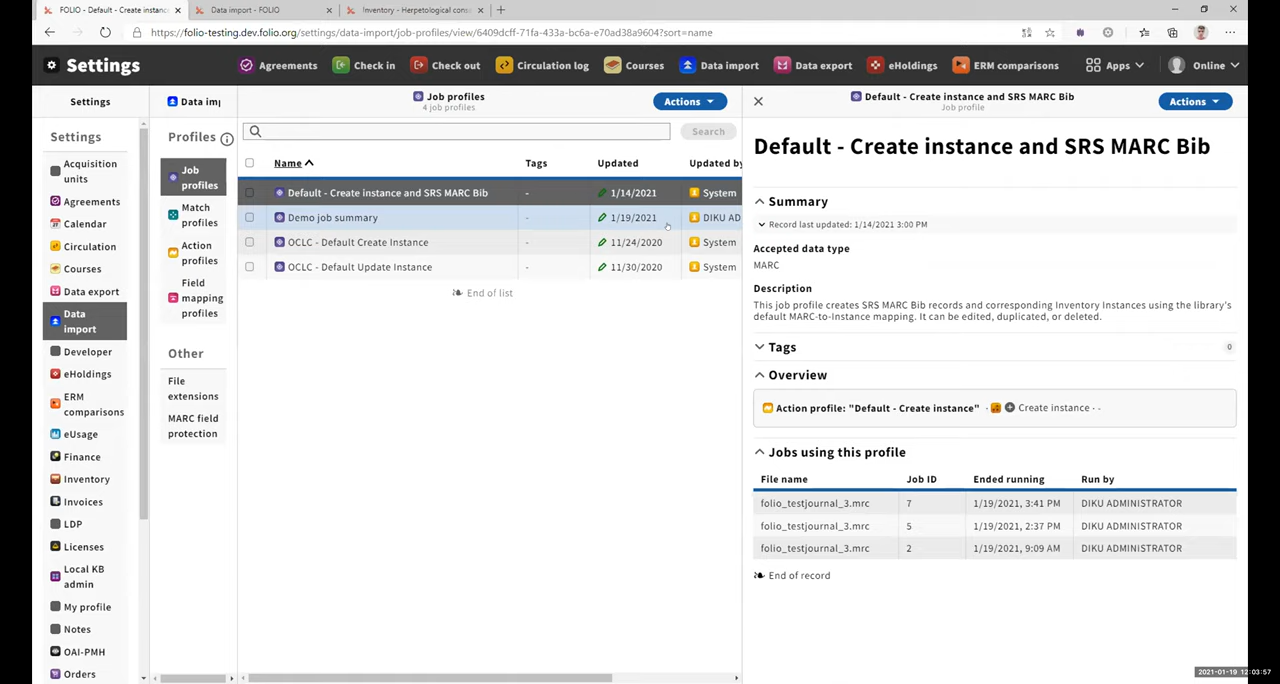 FOLIO - Default - Create instanc
Data import - FOLIO
Inventory - Herpetological cons
https://folio-testing.dev.folio.org/settings/data-import/job-profiles/view/6409dcff-71fa-433a-bc6a-e70ad38a9604?sort=name
Settings
Agreements
Check in
Check out
Circulation log
Courses
Data import
Data export
eHoldings
ERM comparisons
Apps
Online
Settings
Settings
Acquisition
units
Agreements
Calendar
Circulation
Courses
Data export
Data
import
Developer
eHoldings
ERM
comparisons
eUsage
Finance
Inventory
Invoices
LDP
Licenses
Local KB
admin
My profile
Notes
OAI-PMH
Orders
Data imp
Profiles
Job
profiles
Match
profiles
Action
profiles
Field
mapping
profiles
Other
File
extensions
MARC field
protection
Job profiles
4 job profiles
Actions
Search
Name Tags Updated Updated by
Default - Create instance and SRS MARC Bib - 1/14/2021 System
Demo job summary - 1/19/2021 DIKU AD
OCLC - Default Create Instance - 11/24/2020 System
OCLC - Default Update Instance - 11/30/2020 System
End of list
Default - Create instance and SRS MARC Bib
Job profile
Actions
Default - Create instance and SRS MARC Bib
Summary
Record last updated: 1/14/2021 3:00 PM
Accepted data type
MARC
Description
This job profile creates SRS MARC Bib records and corresponding Inventory Instances using the library's
default MARC-to-Instance mapping. It can be edited, duplicated, or deleted.
Tags 0
Overview
Action profile: "Default - Create instance" · Create instance - -
Jobs using this profile
File name Job ID Ended running Run by
folio_testjournal_3.mrc 7 1/19/2021, 3:41 PM DIKU ADMINISTRATOR
folio_testjournal_3.mrc 5 1/19/2021, 2:37 PM DIKU ADMINISTRATOR
folio_testjournal_3.mrc 2 1/19/2021, 9:09 AM DIKU ADMINISTRATOR
End of record
2021-01-19 12:03:57